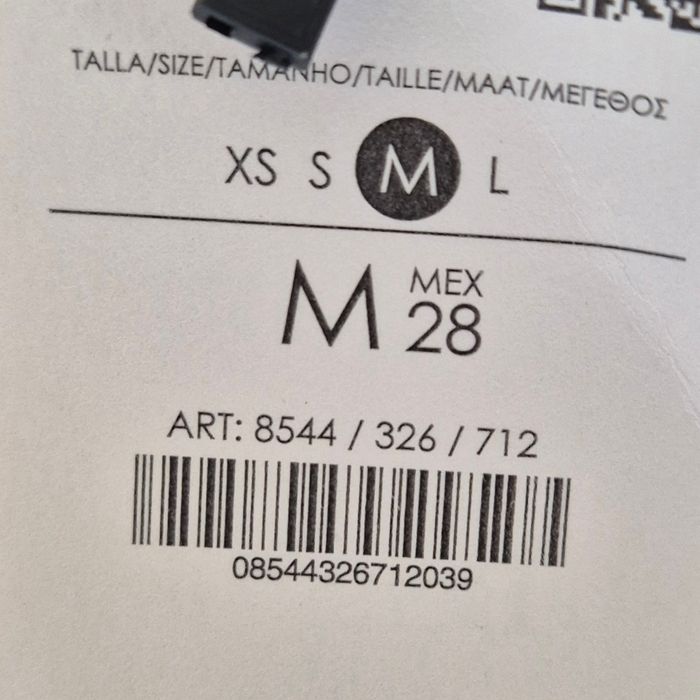 TALLA/SIZE/TAMANHO/TAILLE/MAAT/ΜΕΓΕΘΟΣ
XS S M L
M MEX 28
ART: 8544 / 326 / 712
08544326712039